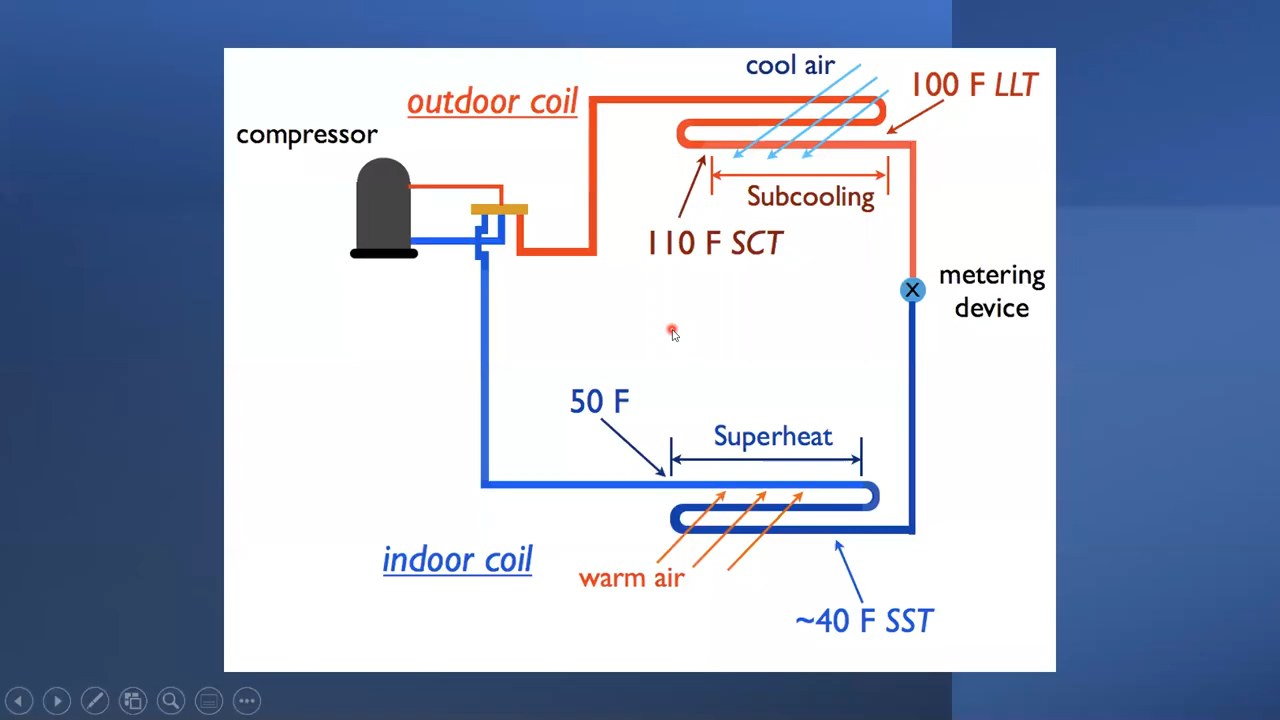 cool air
100 F LLT
outdoor coil
compressor
Subcooling
110 F SCT
metering
device
X
50 F
Superheat
indoor coil
warm air
~40 F SST